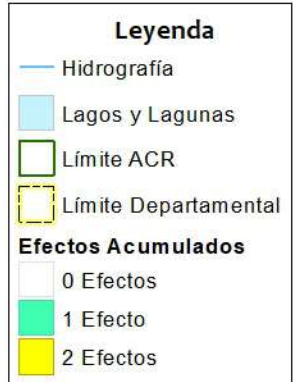 Leyenda
Hidrografía
Lagos y Lagunas
Límite ACR
Límite Departamental
Efectos Acumulados
0 Efectos
1 Efecto
2 Efectos